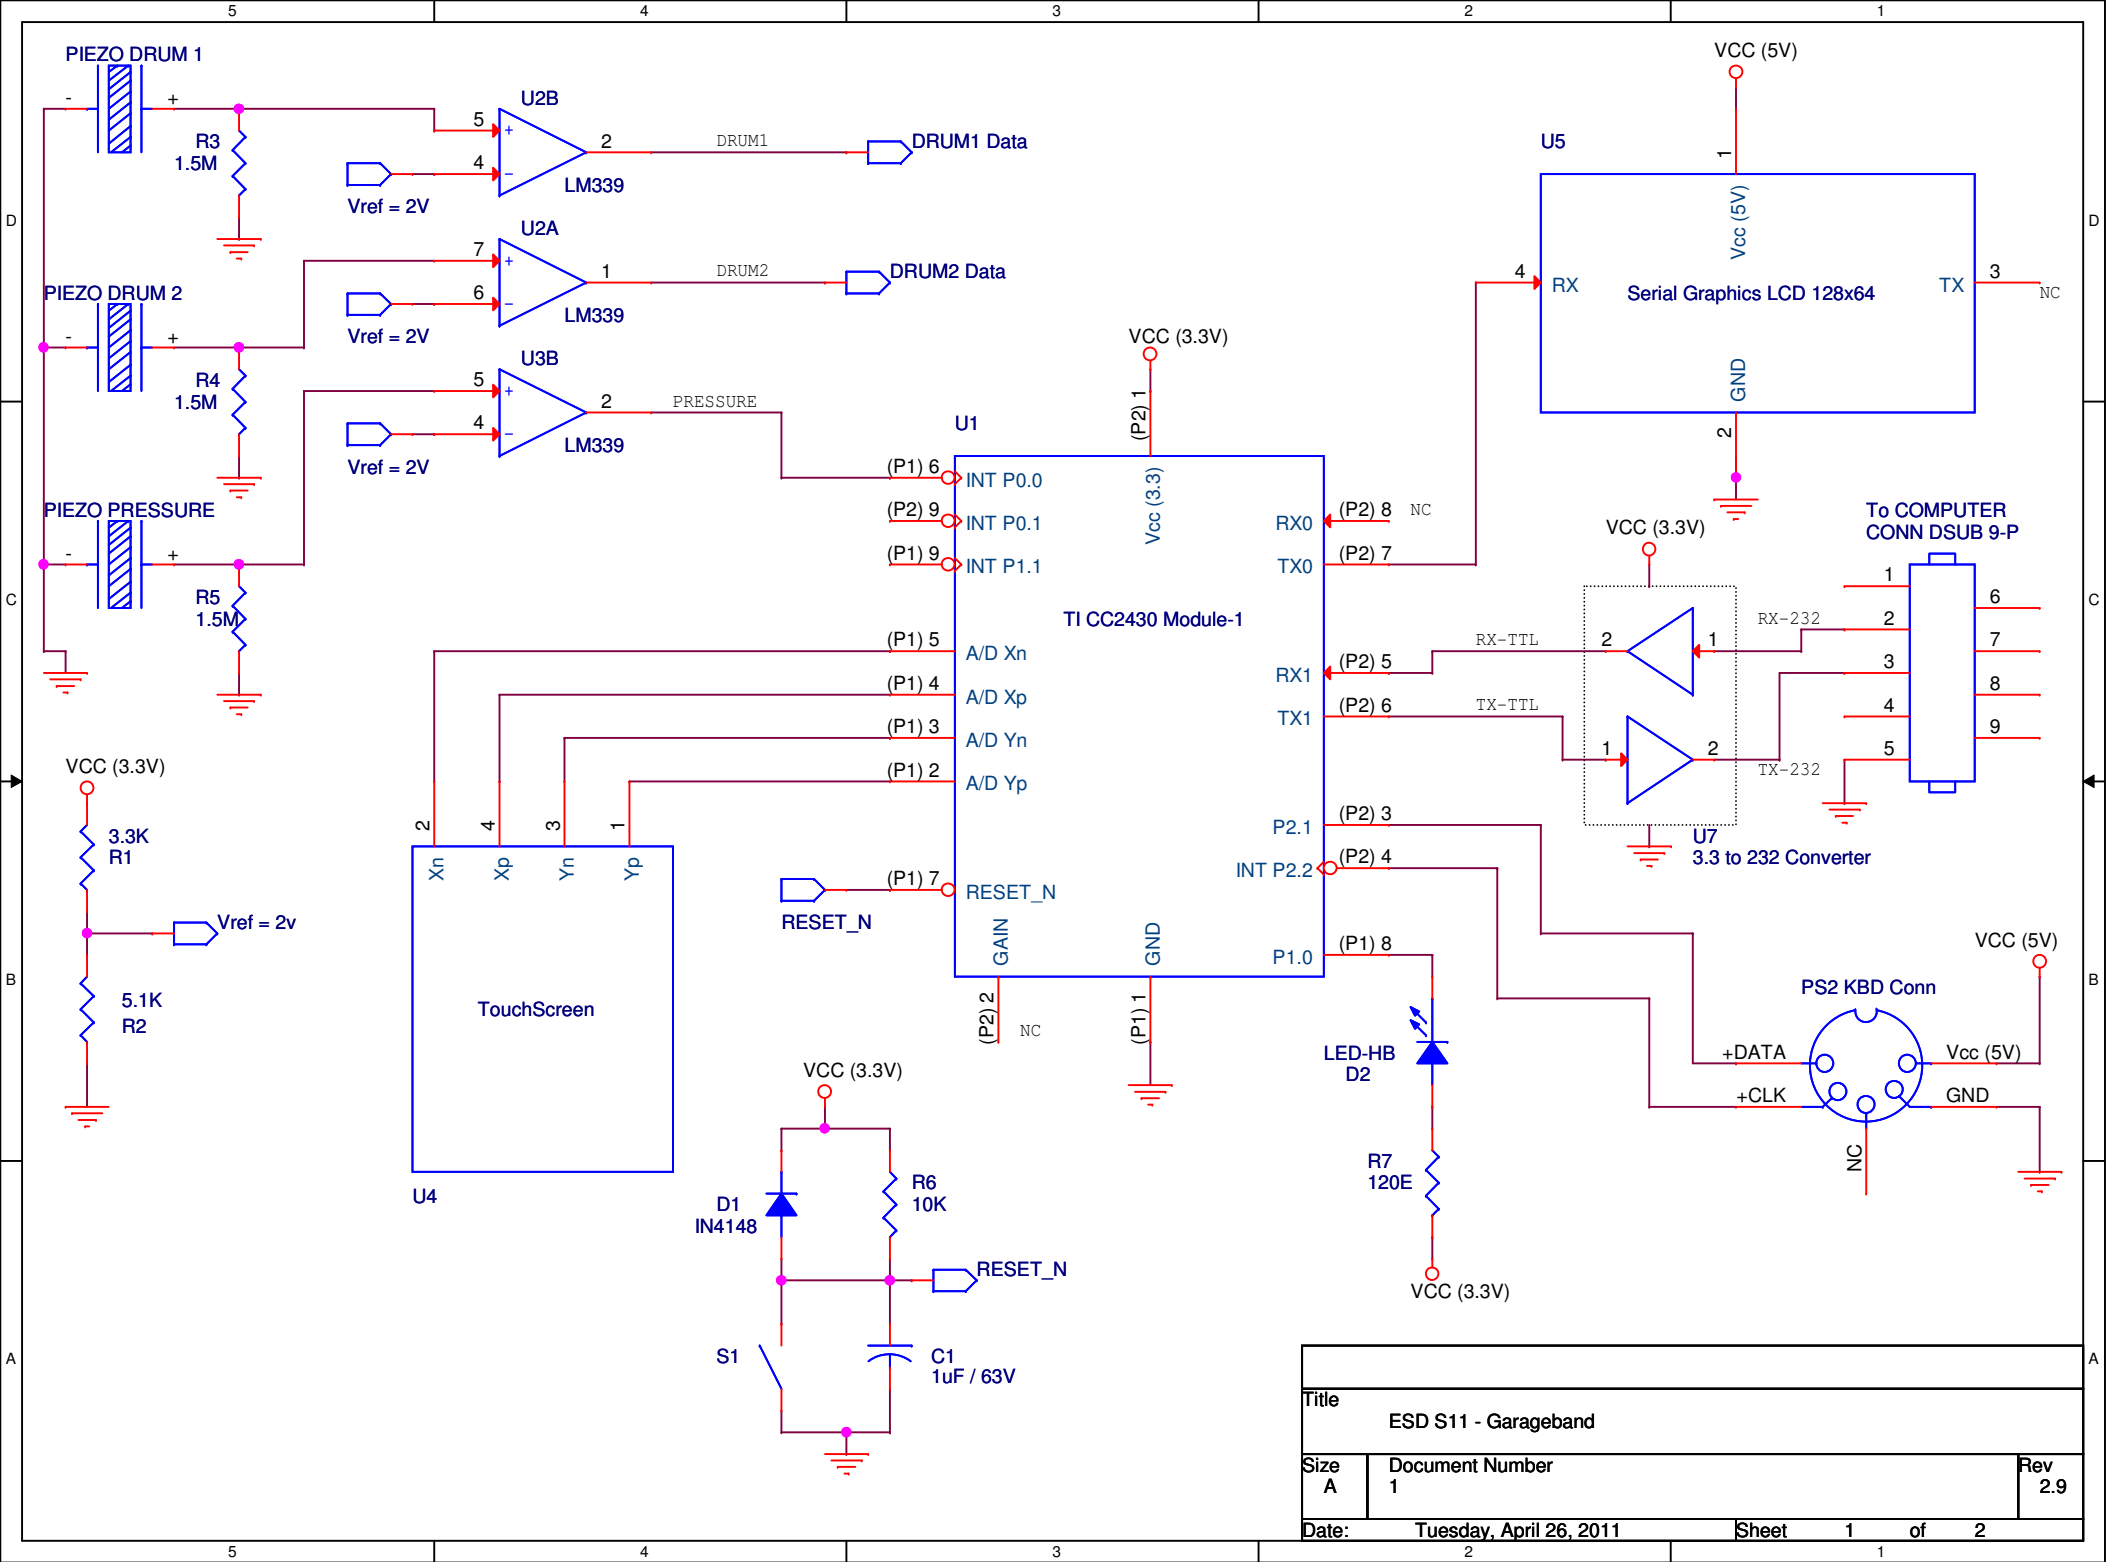 5 4 3 2 1
D
C
B
A
D
C
B
A
PIEZO DRUM 1
- +
R3
1.5M
5
4
U2B
+
-
2
LM339
Vref = 2V
DRUM1
DRUM1 Data
PIEZO DRUM 2
- +
R4
1.5M
7
6
U2A
+
-
1
LM339
Vref = 2V
DRUM2
DRUM2 Data
PIEZO PRESSURE
- +
R5
1.5M
5
4
U3B
+
-
2
LM339
Vref = 2V
PRESSURE
VCC (3.3V)
3.3K
R1
Vref = 2v
5.1K
R2
2 4 3 1
Xn Xp Yn Yp
TouchScreen
U4
U1
VCC (3.3V)
(P2) 1
Vcc (3.3)
(P1) 6 INT P0.0
(P2) 9 INT P0.1
(P1) 9 INT P1.1
TI CC2430 Module-1
(P1) 5 A/D Xn
(P1) 4 A/D Xp
(P1) 3 A/D Yn
(P1) 2 A/D Yp
RESET_N
(P1) 7 RESET_N
GAIN
(P2) 2
NC
GND
(P1) 1
RX0 (P2) 8 NC
TX0 (P2) 7
RX1 (P2) 5
TX1 (P2) 6
P2.1 (P2) 3
INT P2.2 (P2) 4
P1.0 (P1) 8
VCC (3.3V)
D1
IN4148
R6
10K
RESET_N
S1
C1
1uF / 63V
LED-HB
D2
R7
120E
VCC (3.3V)
VCC (5V)
U5
1
Vcc (5V)
4 RX
Serial Graphics LCD 128x64
TX 3
NC
GND
2
VCC (3.3V)
RX-TTL
2 1
RX-232
TX-TTL
1 2
TX-232
U7
3.3 to 232 Converter
To COMPUTER
CONN DSUB 9-P
1
2
3
4
5
6
7
8
9
PS2 KBD Conn
VCC (5V)
+DATA
+CLK
Vcc (5V)
GND
NC
Title
ESD S11 - Garageband
Size
A
Document Number
1
Rev
2.9
Date: Tuesday, April 26, 2011 Sheet 1 of 2
5 4 3 2 1